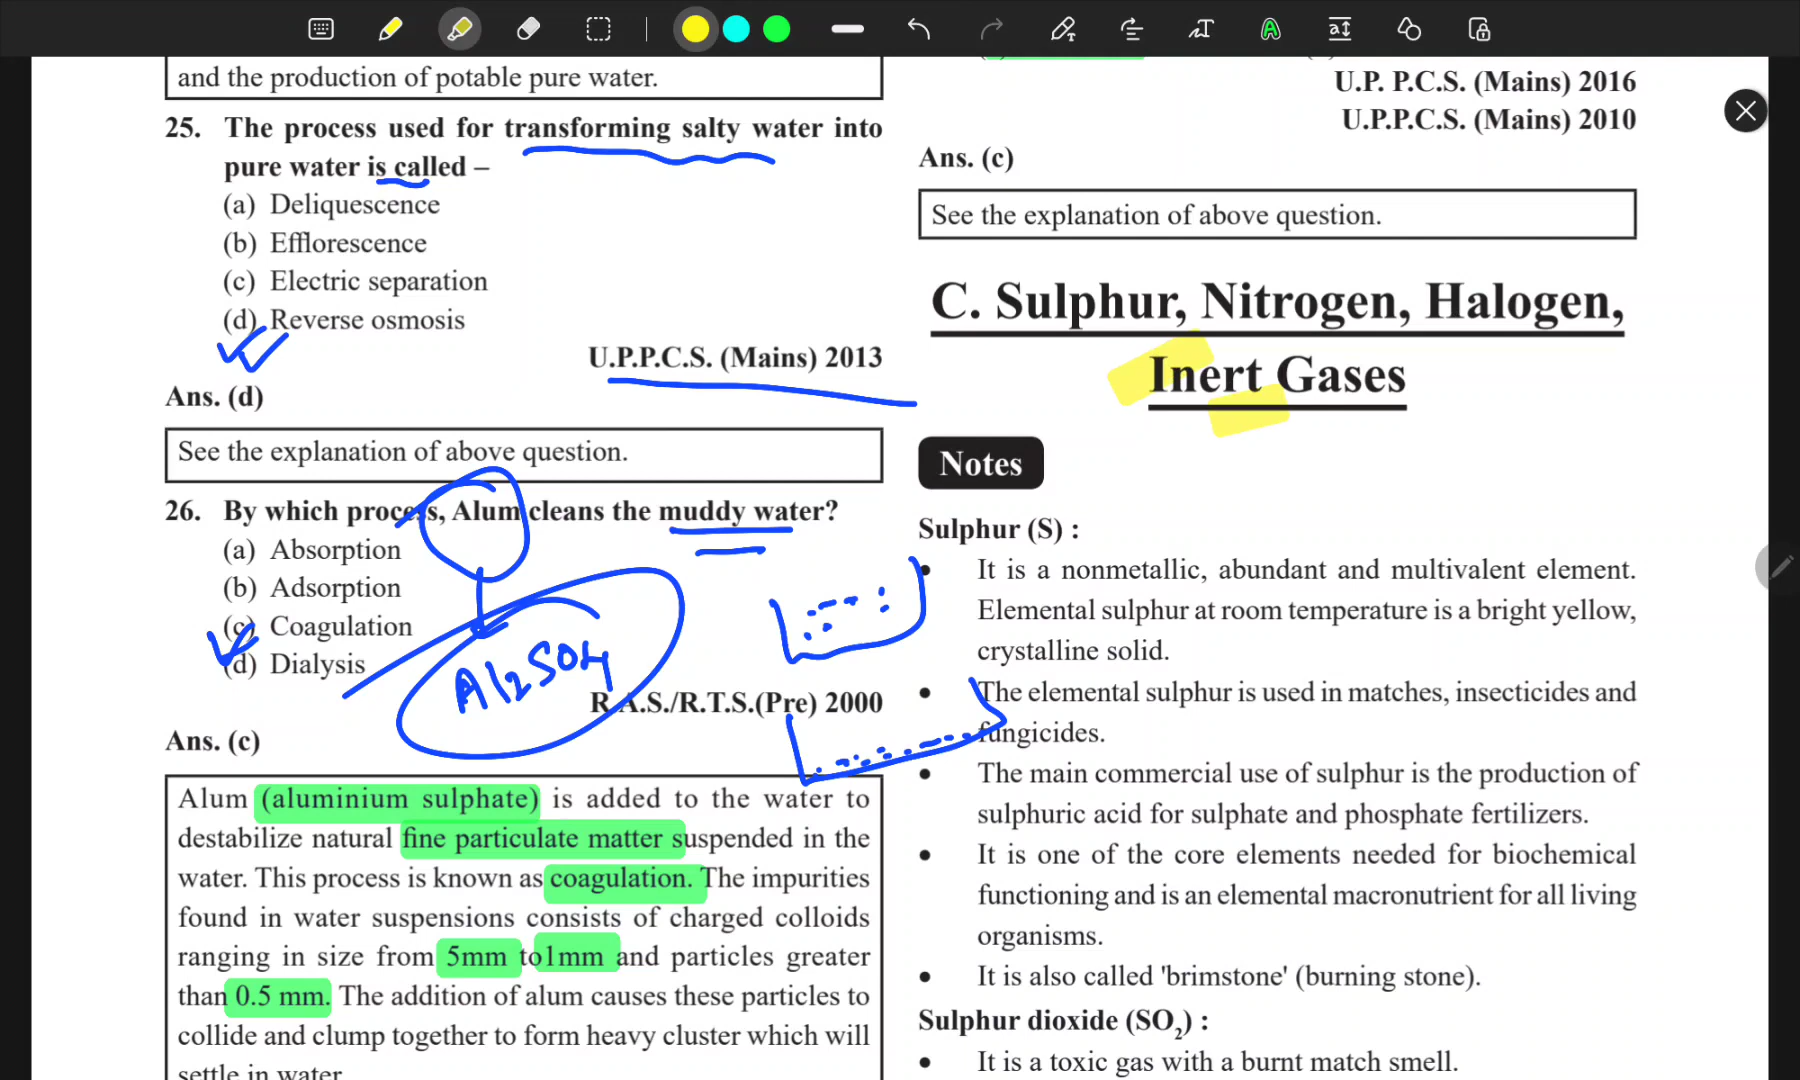 and the production of potable pure water.
25. The process used for transforming salty water into
pure water is called –
(a) Deliquescence
(b) Efflorescence
(c) Electric separation
(d) Reverse osmosis
U.P.P.C.S. (Mains) 2013
Ans. (d)
See the explanation of above question.
26. By which process, Alum cleans the muddy water?
(a) Absorption
(b) Adsorption
(c) Coagulation
(d) Dialysis
Al2SO4
R.A.S./R.T.S.(Pre) 2000
Ans. (c)
Alum (aluminium sulphate) is added to the water to
destabilize natural fine particulate matter suspended in the
water. This process is known as coagulation. The impurities
found in water suspensions consists of charged colloids
ranging in size from 5mm to1mm and particles greater
than 0.5 mm. The addition of alum causes these particles to
collide and clump together to form heavy cluster which will
settle in water
U.P. P.C.S. (Mains) 2016
U.P.P.C.S. (Mains) 2010
Ans. (c)
See the explanation of above question.
C. Sulphur, Nitrogen, Halogen,
Inert Gases
Notes
Sulphur (S) :
• It is a nonmetallic, abundant and multivalent element.
Elemental sulphur at room temperature is a bright yellow,
crystalline solid.
• The elemental sulphur is used in matches, insecticides and
fungicides.
• The main commercial use of sulphur is the production of
sulphuric acid for sulphate and phosphate fertilizers.
• It is one of the core elements needed for biochemical
functioning and is an elemental macronutrient for all living
organisms.
• It is also called 'brimstone' (burning stone).
Sulphur dioxide (SO₂) :
• It is a toxic gas with a burnt match smell.